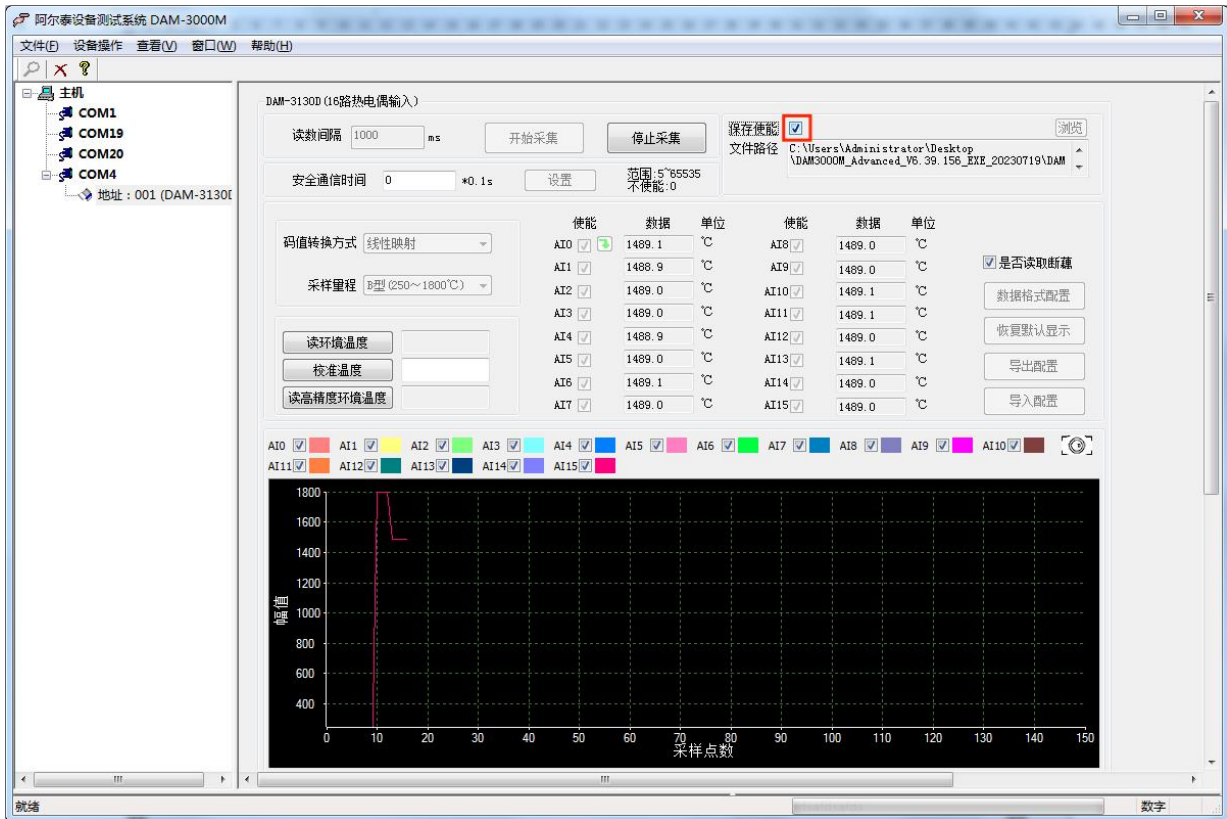 阿尔泰设备测试系统 DAM-3000M
文件(F) 设备操作 查看(V) 窗口(W) 帮助(H)
主机
COM1
COM19
COM20
COM4
地址：001 (DAM-3130D
DAM-3130D(16路热电偶输入)
读数间隔 1000 ms 开始采集 停止采集
安全通信时间 0 *0.1s 设置 范围:5~65535
不使能:0
保存使能 浏览
文件路径 C:\Users\Administrator\Desktop
\DAM3000M_Advanced_V6.39.156_EXE_20230719\DAM
码值转换方式 线性映射
采样量程 B型(250～1800℃)
读环境温度
校准温度
读高精度环境温度
使能 数据 单位 使能 数据 单位
AI0 1489.1 ℃ AI8 1489.0 ℃
AI1 1488.9 ℃ AI9 1489.0 ℃
AI2 1489.0 ℃ AI10 1489.1 ℃
AI3 1489.0 ℃ AI11 1489.1 ℃
AI4 1488.9 ℃ AI12 1489.0 ℃
AI5 1489.0 ℃ AI13 1489.1 ℃
AI6 1489.1 ℃ AI14 1489.0 ℃
AI7 1489.0 ℃ AI15 1489.0 ℃
是否读取断耦
数据格式配置
恢复默认显示
导出配置
导入配置
AI0 AI1 AI2 AI3 AI4 AI5 AI6 AI7 AI8 AI9 AI10
AI11 AI12 AI13 AI14 AI15
幅值
1800
1600
1400
1200
1000
800
600
400
0 10 20 30 40 50 60 70 80 90 100 110 120 130 140 150
采样点数
就绪 数字